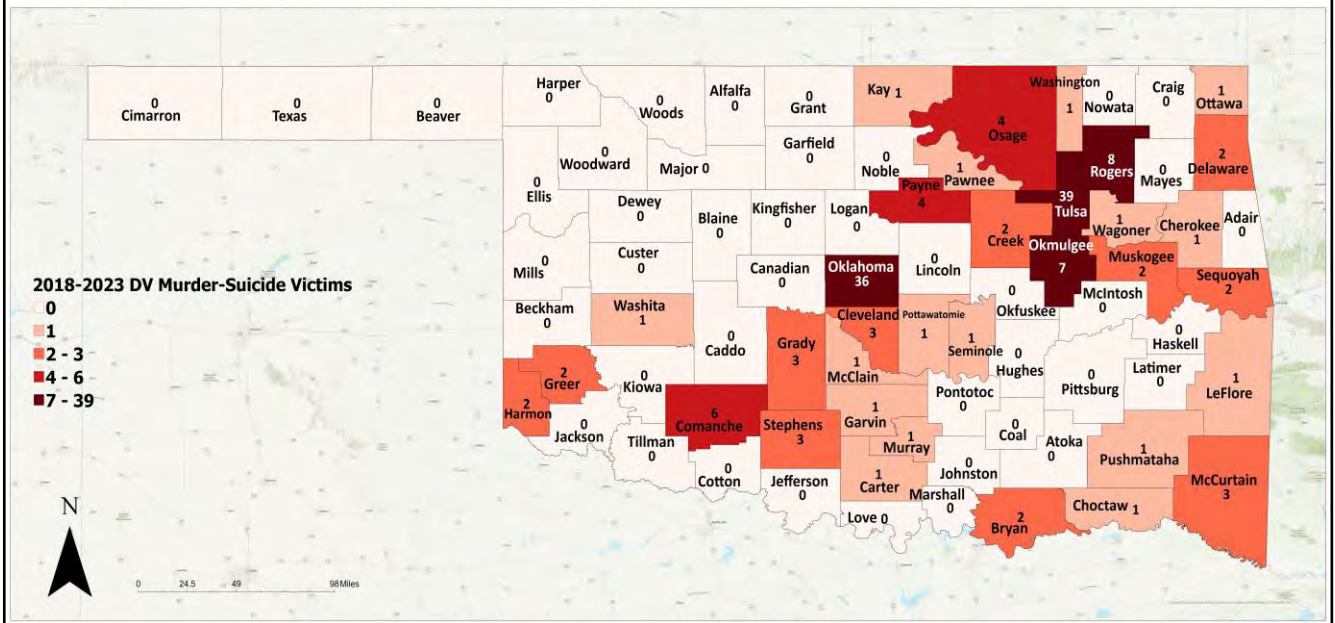 0
Cimarron
0
Texas
0
Beaver
Harper
0
0
Woods
Alfalfa
0
0
Grant
Kay 1
4
Osage
Washington
1
0
Nowata
Craig
0
1
Ottawa
0
Ellis
0
Woodward
Major 0
Garfield
0
0
Noble
1
Pawnee
Payne
4
39
Tulsa
8
Rogers
0
Mayes
2
Delaware
Dewey
0
Blaine
0
Kingfisher
0
Logan
0
2
Creek
1
Wagoner
Cherokee
1
Adair
0
0
Mills
Custer
0
Canadian
0
Oklahoma
36
0
Lincoln
Okmulgee
7
Muskogee
2
Sequoyah
2
2018-2023 DV Murder-Suicide Victims
0
1
2 - 3
4 - 6
7 - 39
Beckham
0
Washita
1
0
Caddo
Grady
3
Cleveland
3
Pottawatomie
1
1
Seminole
0
Okfuskee
McIntosh
0
0
Haskell
2
Greer
2
Harmon
0
Kiowa
1
McClain
0
Hughes
0
Pittsburg
Latimer
0
1
LeFlore
0
Jackson
Tillman
0
6
Comanche
Stephens
3
1
Garvin
1
Murray
Pontotoc
0
0
Coal
Atoka
0
1
Pushmataha
McCurtain
3
0
Cotton
Jefferson
0
1
Carter
0
Johnston
Marshall
0
Love 0
2
Bryan
Choctaw 1
N
0 24.5 49 98 Miles